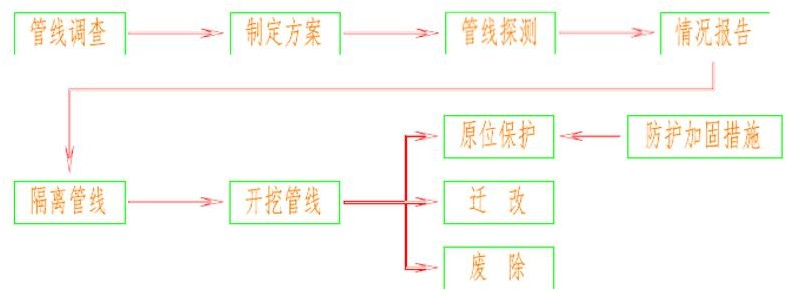 管线调查
制定方案
管线探测
情况报告
原位保护
防护加固措施
隔离管线
开挖管线
迁 改
废 除